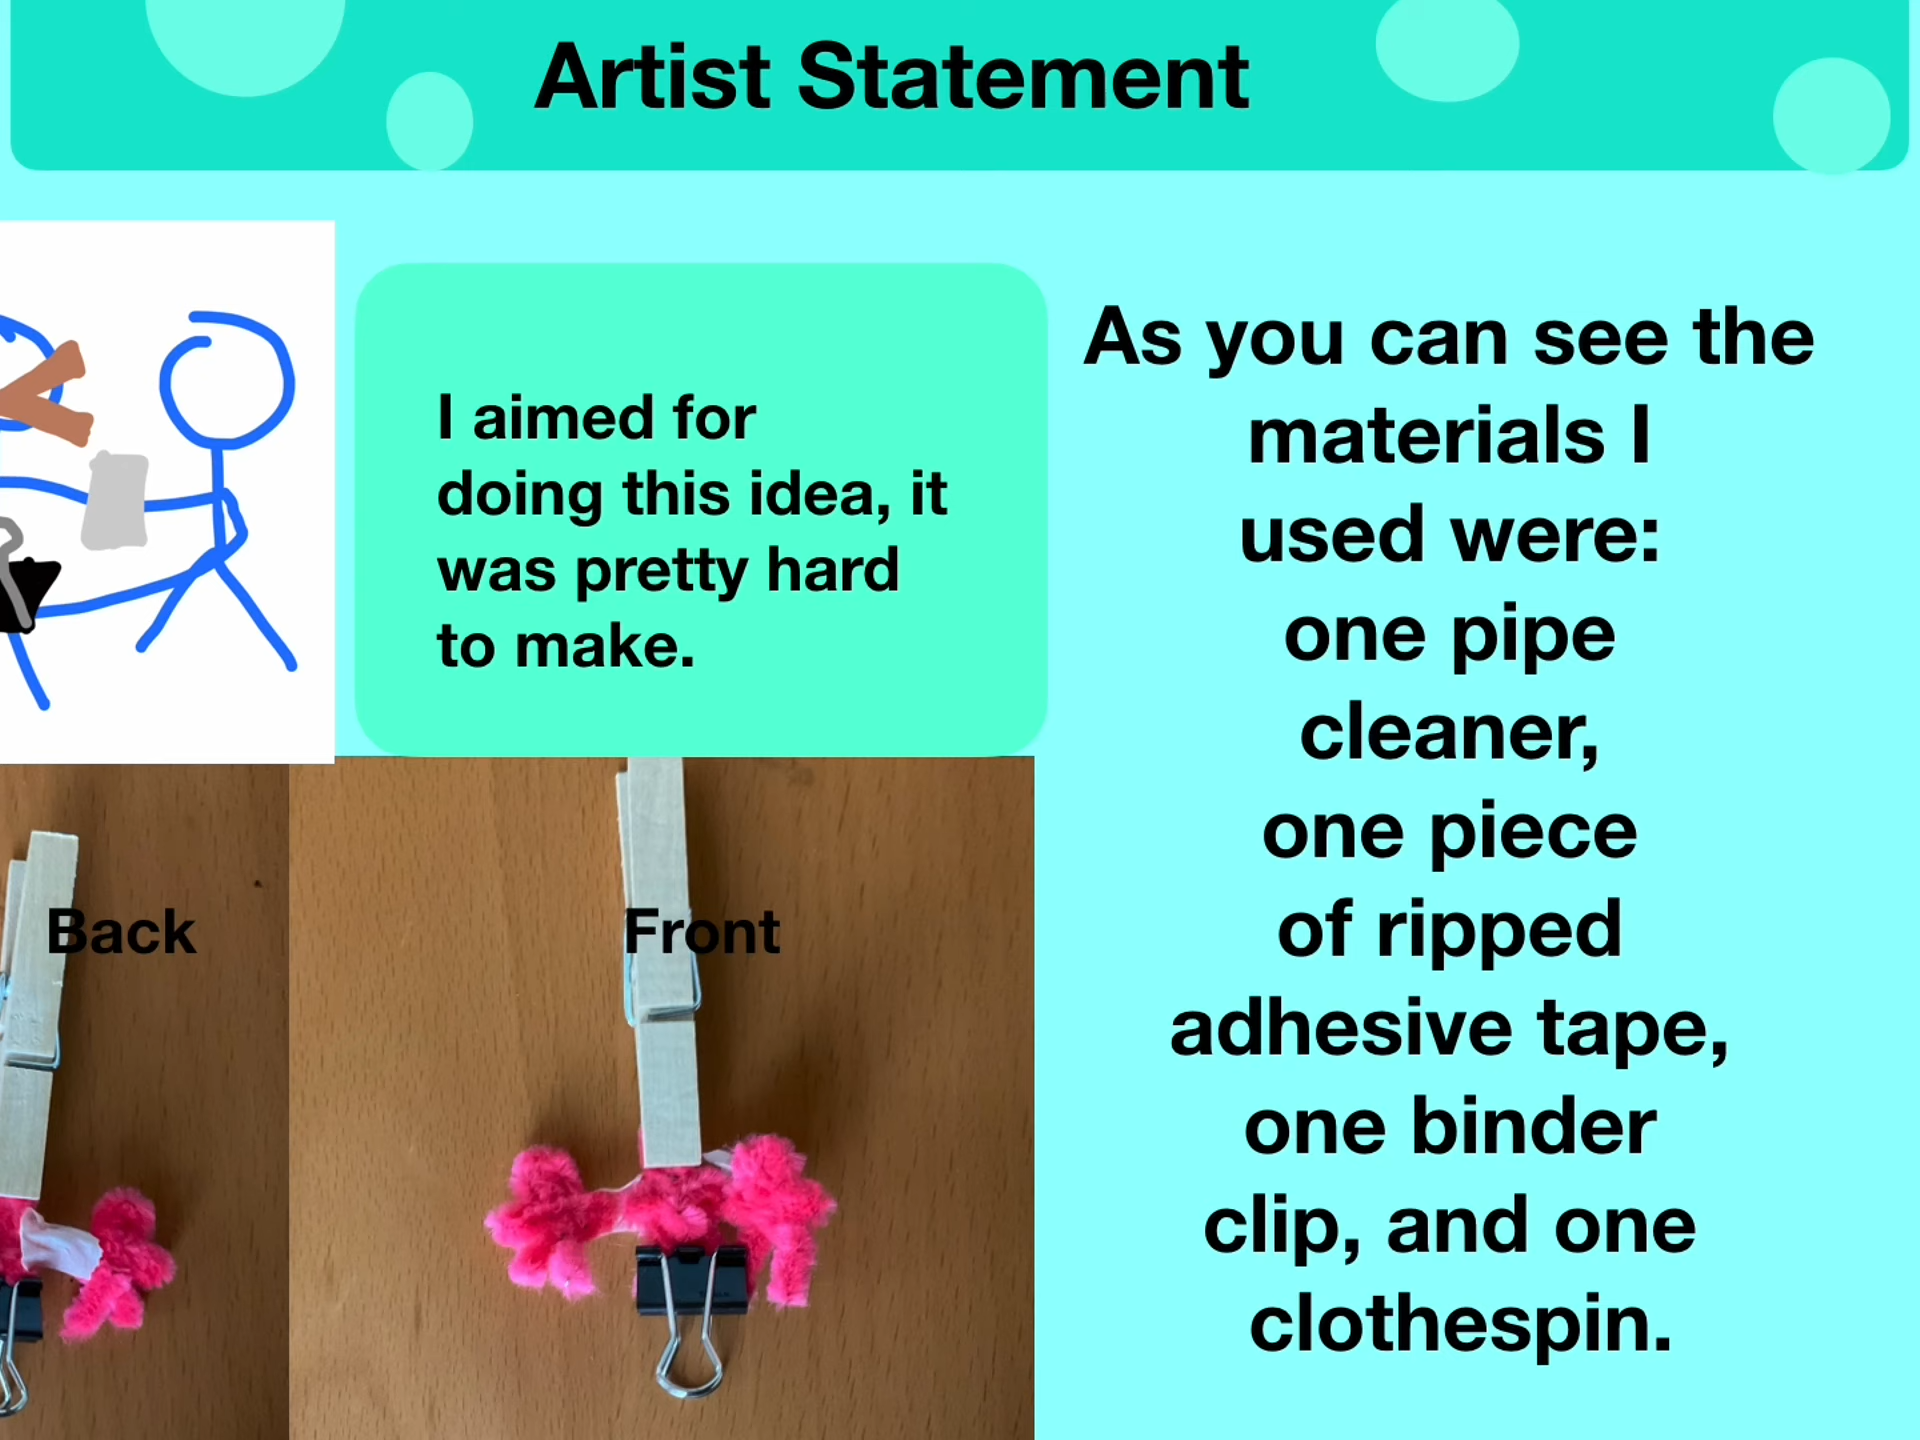 Artist Statement
I aimed for
doing this idea, it
was pretty hard
to make.
As you can see the
materials I
used were:
one pipe
cleaner,
one piece
of ripped
adhesive tape,
one binder
clip, and one
clothespin.
Back
Front